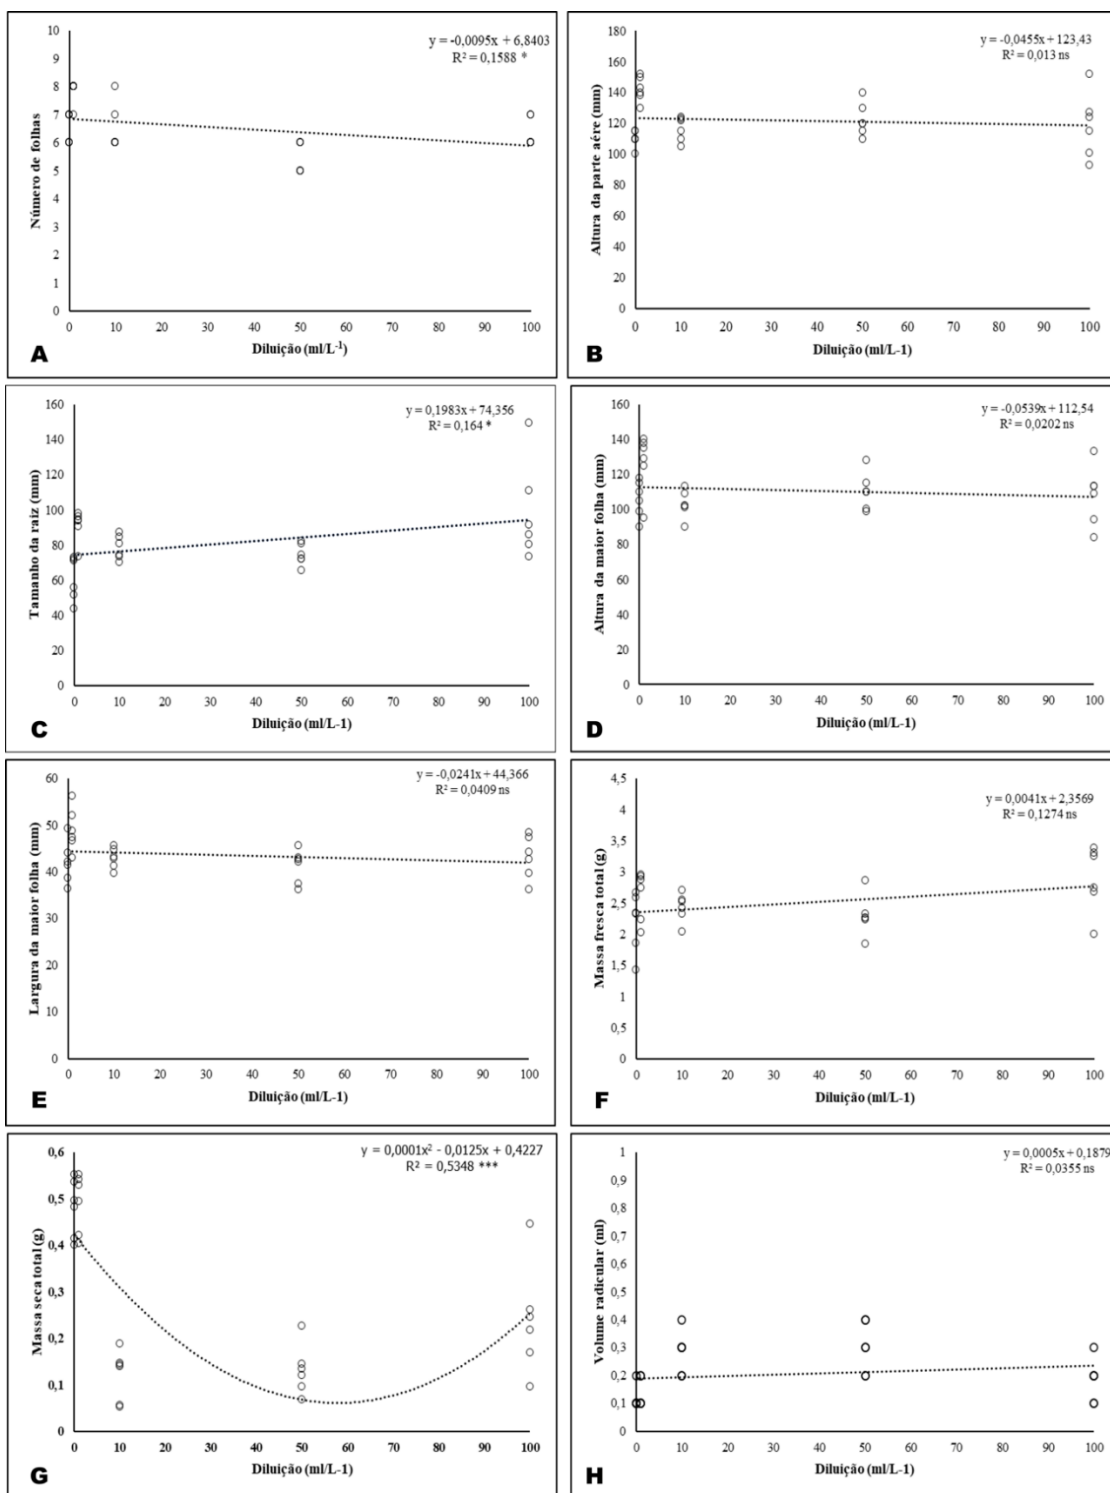 y = -0,0095x + 6,8403
R² = 0,1588 *
Número de folhas
10
9
8
7
6
5
4
3
2
1
0
0 10 20 30 40 50 60 70 80 90 100
Diluição (ml/L⁻¹)
A
y = -0,0455x + 123,43
R² = 0,013 ns
Altura da parte aére (mm)
180
160
140
120
100
80
60
40
20
0
0 10 20 30 40 50 60 70 80 90 100
Diluição (ml/L-1)
B
y = 0,1983x + 74,356
R² = 0,164 *
Tamanho da raiz (mm)
160
140
120
100
80
60
40
20
0
0 10 20 30 40 50 60 70 80 90 100
Diluição (ml/L-1)
C
y = -0,0539x + 112,54
R² = 0,0202 ns
Altura da maior folha (mm)
160
140
120
100
80
60
40
20
0
0 10 20 30 40 50 60 70 80 90 100
Diluição (ml/L-1)
D
y = -0,0241x + 44,366
R² = 0,0409 ns
Largura da maior folha (mm)
60
50
40
30
20
10
0
0 10 20 30 40 50 60 70 80 90 100
Diluição (ml/L-1)
E
y = 0,0041x + 2,3569
R² = 0,1274 ns
Massa fresca total (g)
4,5
4
3,5
3
2,5
2
1,5
1
0,5
0
0 10 20 30 40 50 60 70 80 90 100
Diluição (ml/L-1)
F
y = 0,0001x² - 0,0125x + 0,4227
R² = 0,5348 ***
Massa seca total (g)
0,6
0,5
0,4
0,3
0,2
0,1
0
0 10 20 30 40 50 60 70 80 90 100
Diluição (ml/L-1)
G
y = 0,0005x + 0,1879
R² = 0,0355 ns
Volume radicular (ml)
1
0,9
0,8
0,7
0,6
0,5
0,4
0,3
0,2
0,1
0
0 10 20 30 40 50 60 70 80 90 100
Diluição (ml/L-1)
H